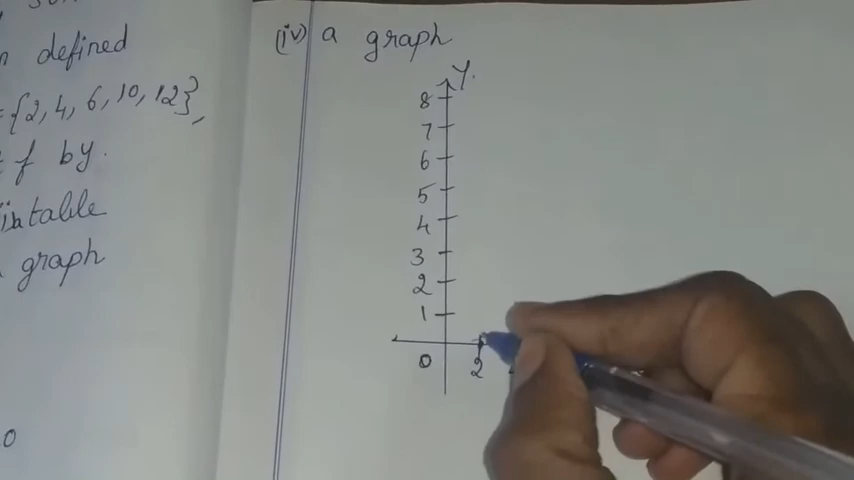 defined
= {2, 4, 6, 10, 12},
f by.
table
graph
0
(iv) a graph
Y.
8
7
6
5
4
3
2
1
0
2